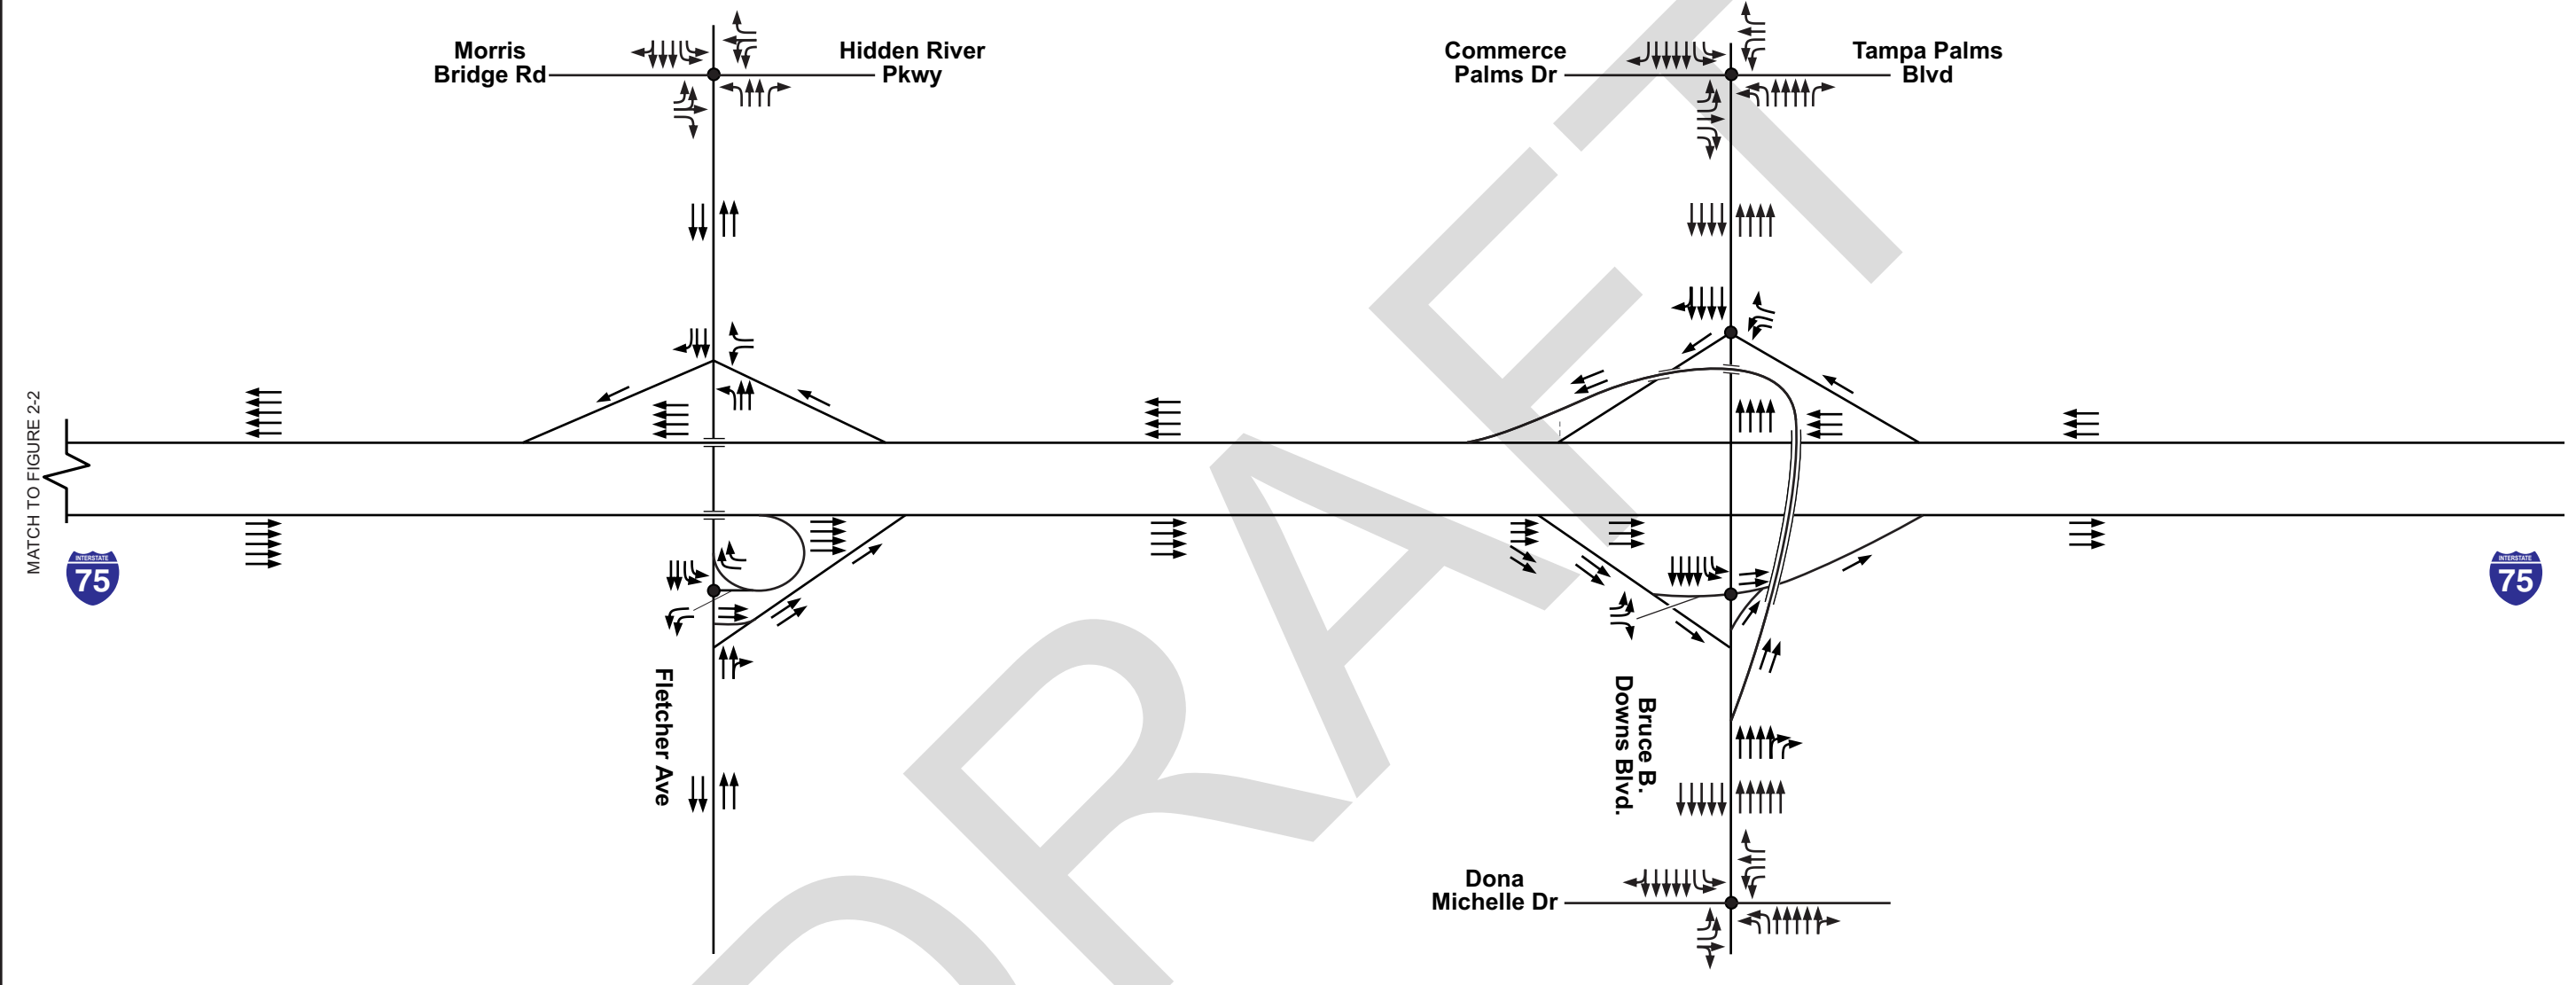 Morris
Bridge Rd
Hidden River
Pkwy
Commerce
Palms Dr
Tampa Palms
Blvd
MATCH TO FIGURE 2-2
INTERSTATE
75
INTERSTATE
75
Fletcher Ave
Bruce B.
Downs Blvd.
Dona
Michelle Dr
DRAFT